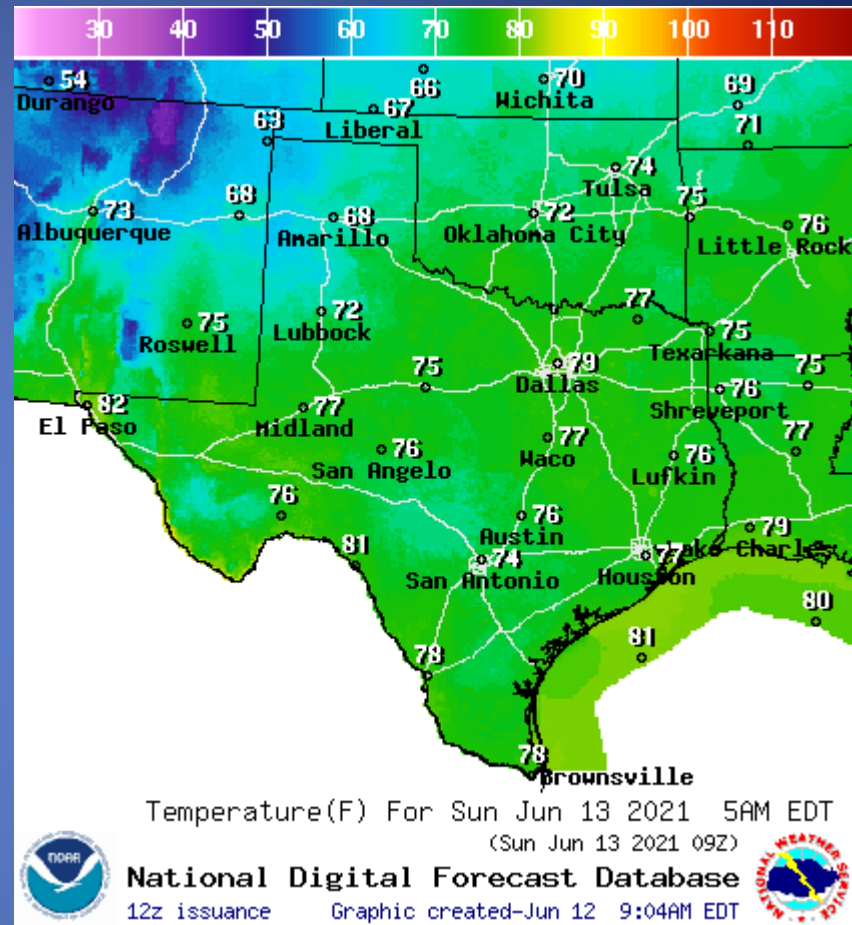 30 40 50 60 70 80 90 100 110
54 66 70 69
Durango Liberal 67 Wichita
63 71
74
Tulsa
73 68 68 72 75 76
Albuquerque Amarillo Oklahoma City Little Rock
75 72 77 75
Roswell Lubbock Texarkana
75 79 76 75
Dallas Shreveport
82 77
El Paso Midland
76 77 76 77
San Angelo Waco Lufkin
76 76 79
Austin Lake Charles
81 74 77
San Antonio Houston
80
81
78
78
Brownsville
Temperature(F) For Sun Jun 13 2021 5AM EDT
(Sun Jun 13 2021 09Z)
National Digital Forecast Database
12z issuance Graphic created-Jun 12 9:04AM EDT
NOAA
NATIONAL WEATHER SERVICE